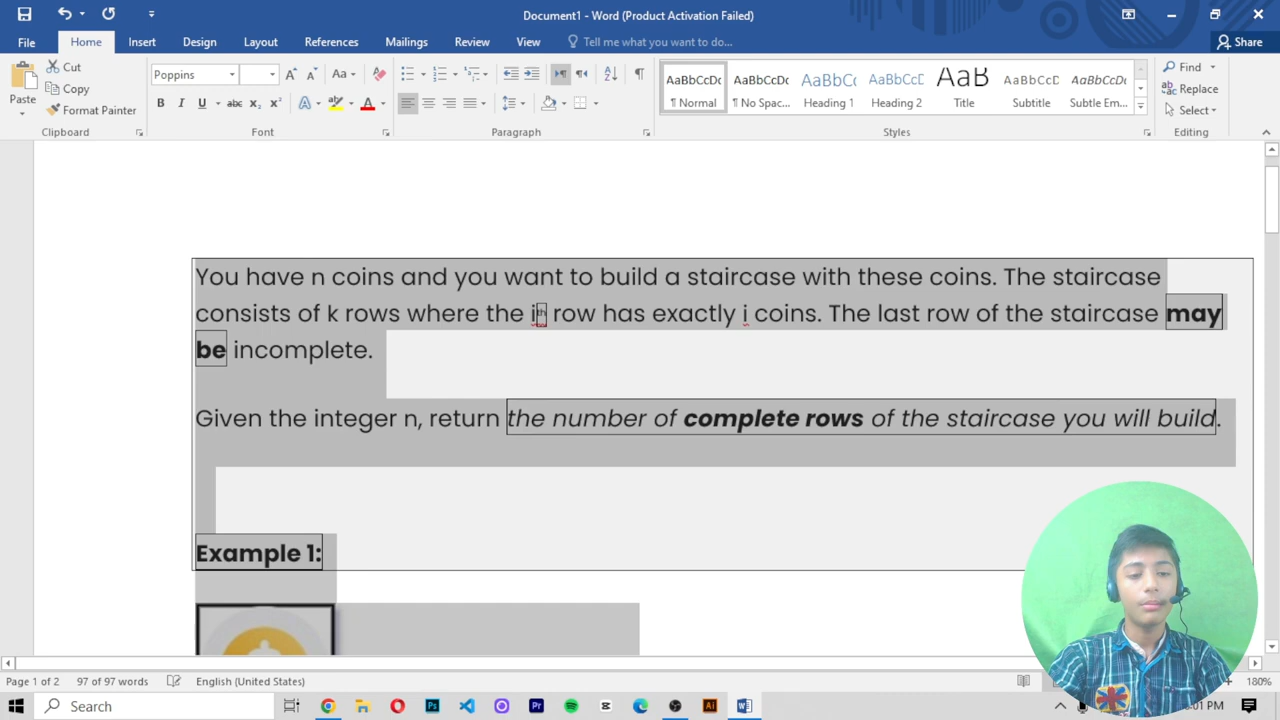 Document1 - Word (Product Activation Failed)
File Home Insert Design Layout References Mailings Review View Tell me what you want to do... Share
Paste
Cut
Copy
Format Painter
Clipboard
Poppins
Font
Paragraph
AaBbCcDc ¶ Normal
AaBbCcDc ¶ No Spac...
AaBbCc Heading 1
AaBbCcD Heading 2
AaB Title
AaBbCcD Subtitle
AaBbCcD Subtle Em...
Styles
Find
Replace
Select
Editing
You have n coins and you want to build a staircase with these coins. The staircase
consists of k rows where the ith row has exactly i coins. The last row of the staircase may
be incomplete.
Given the integer n, return the number of complete rows of the staircase you will build.
Example 1:
Page 1 of 2 97 of 97 words English (United States) 180%
Search